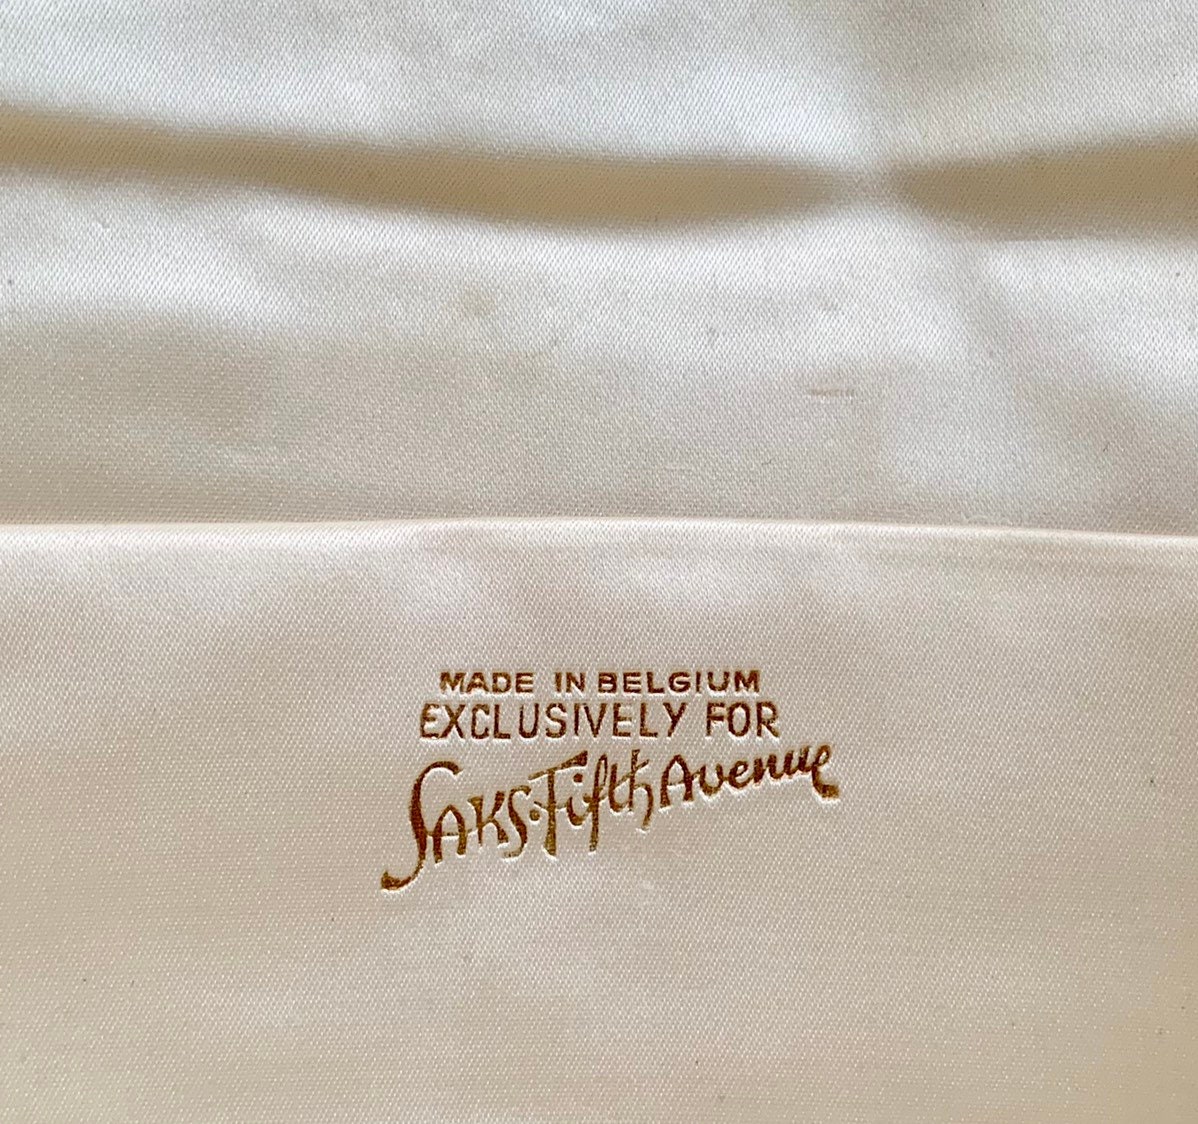 MADE IN BELGIUM
EXCLUSIVELY FOR
SAKS·Fifth Avenue